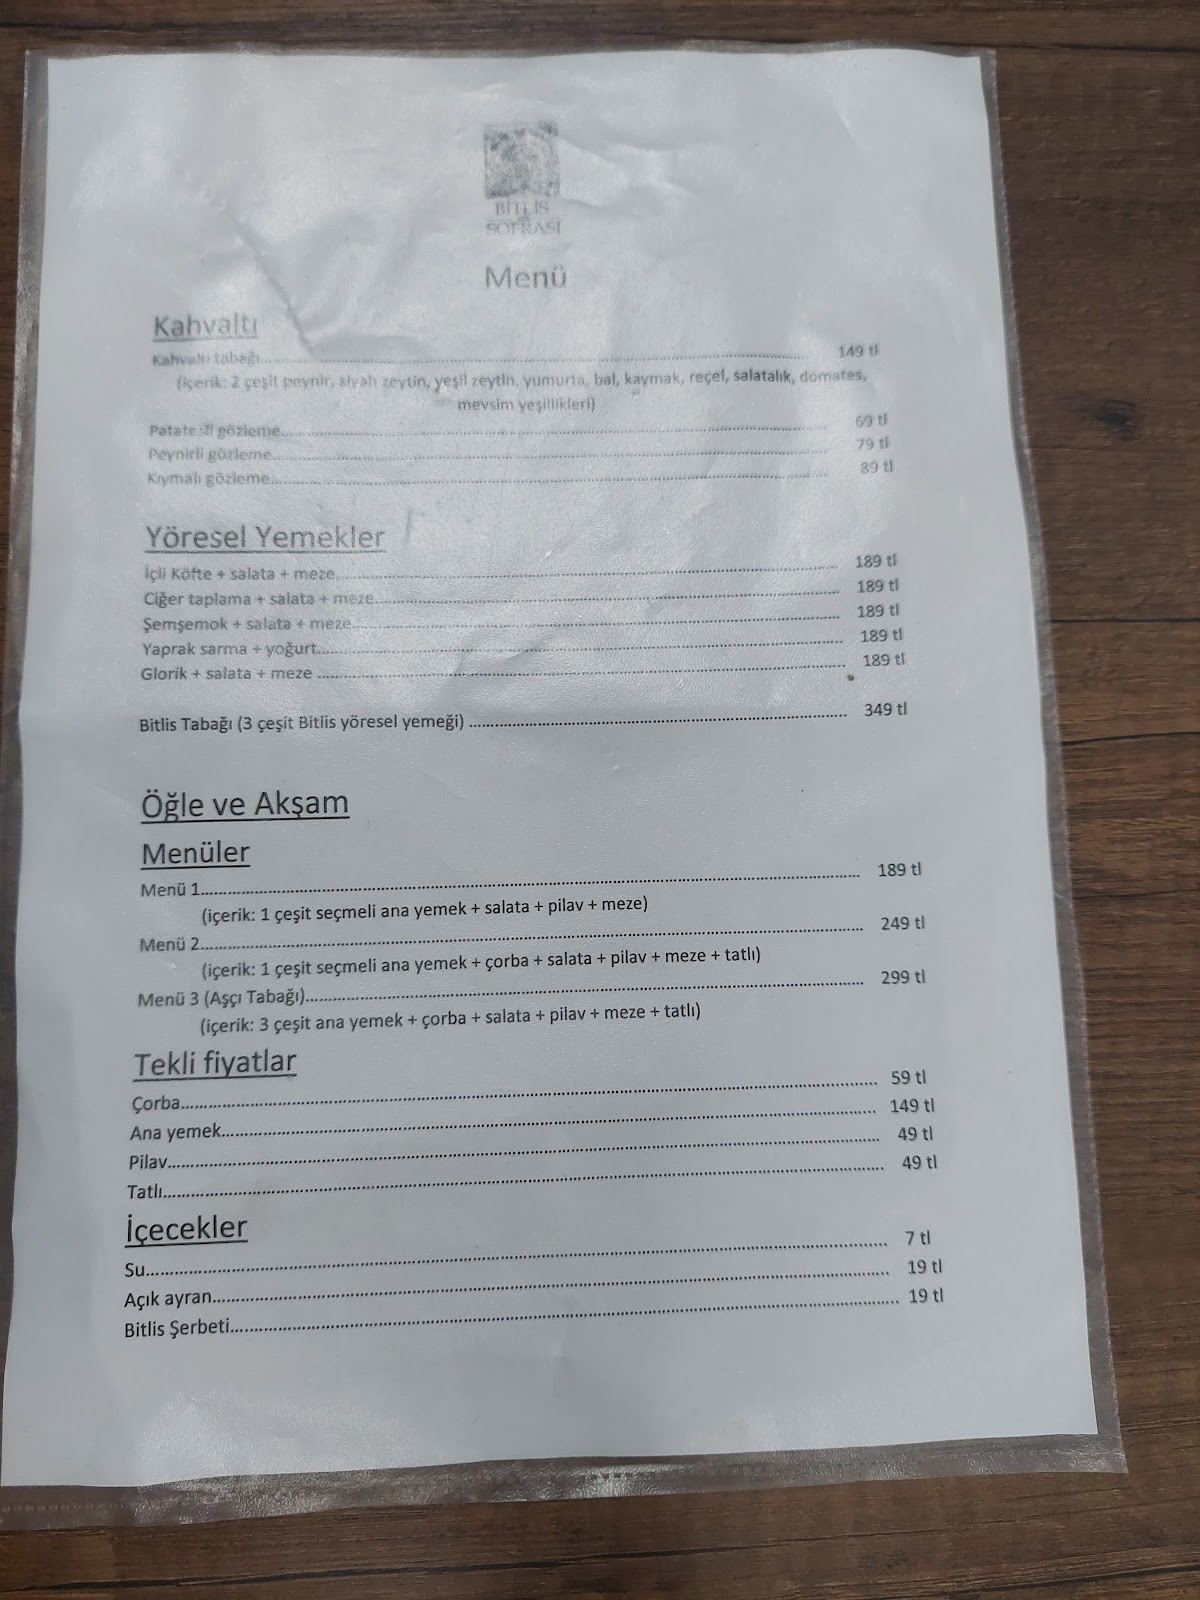 BİTLİS
SOFRASI
Menü
Kahvaltı
Kahvaltı tabağı............ 149 tl
(içerik: 2 çeşit peynir, siyah zeytin, yeşil zeytin, yumurta, bal, kaymak, reçel, salatalık, domates,
mevsim yeşillikleri)
Patatesli gözleme............ 69 tl
Peynirli gözleme............ 79 tl
Kıymalı gözleme............ 89 tl
Yöresel Yemekler
İçli Köfte + salata + meze............ 189 tl
Ciğer taplama + salata + meze............ 189 tl
Şemşemok + salata + meze............ 189 tl
Yaprak sarma + yoğurt............ 189 tl
Glorik + salata + meze ............ 189 tl
Bitlis Tabağı (3 çeşit Bitlis yöresel yemeği) ............ 349 tl
Öğle ve Akşam
Menüler
Menü 1............ 189 tl
(içerik: 1 çeşit seçmeli ana yemek + salata + pilav + meze)
Menü 2............ 249 tl
(içerik: 1 çeşit seçmeli ana yemek + çorba + salata + pilav + meze + tatlı)
Menü 3 (Aşçı Tabağı)............ 299 tl
(içerik: 3 çeşit ana yemek + çorba + salata + pilav + meze + tatlı)
Tekli fiyatlar
Çorba............ 59 tl
Ana yemek............ 149 tl
Pilav............ 49 tl
Tatlı............ 49 tl
İçecekler
Su............ 7 tl
Açık ayran............ 19 tl
Bitlis Şerbeti............ 19 tl